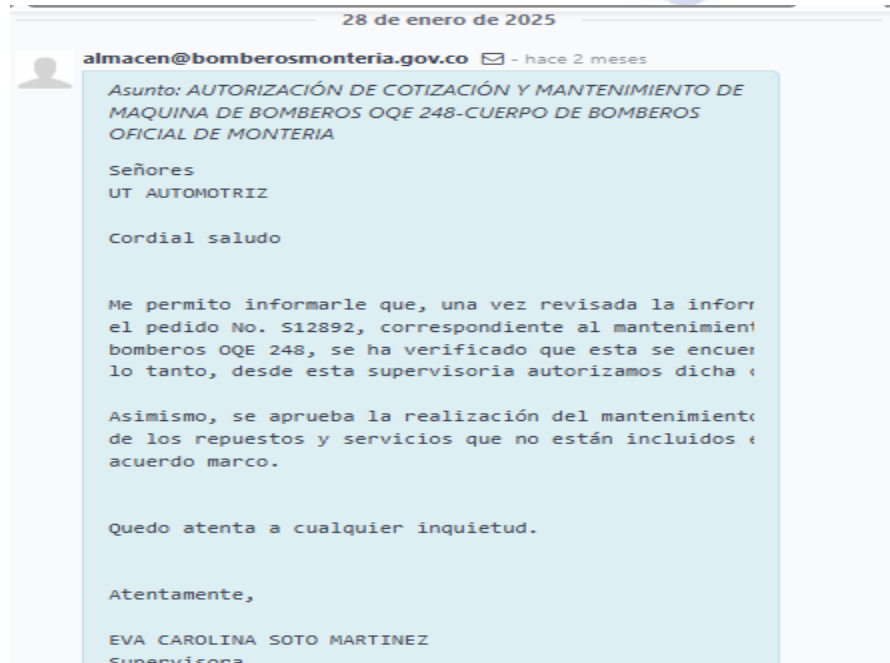 28 de enero de 2025
almacen@bomberosmonteria.gov.co - hace 2 meses
Asunto: AUTORIZACIÓN DE COTIZACIÓN Y MANTENIMIENTO DE
MAQUINA DE BOMBEROS OQE 248-CUERPO DE BOMBEROS
OFICIAL DE MONTERIA
Señores
UT AUTOMOTRIZ
Cordial saludo
Me permito informarle que, una vez revisada la
el pedido No. S12892, correspondiente al
bomberos OQE 248, se ha verificado que esta se
lo tanto, desde esta supervisoria autorizamos dicha
Asimismo, se aprueba la realización del mantenimiento
de los repuestos y servicios que no están incluidos
acuerdo marco.
Quedo atenta a cualquier inquietud.
Atentamente,
EVA CAROLINA SOTO MARTINEZ
Supervisora